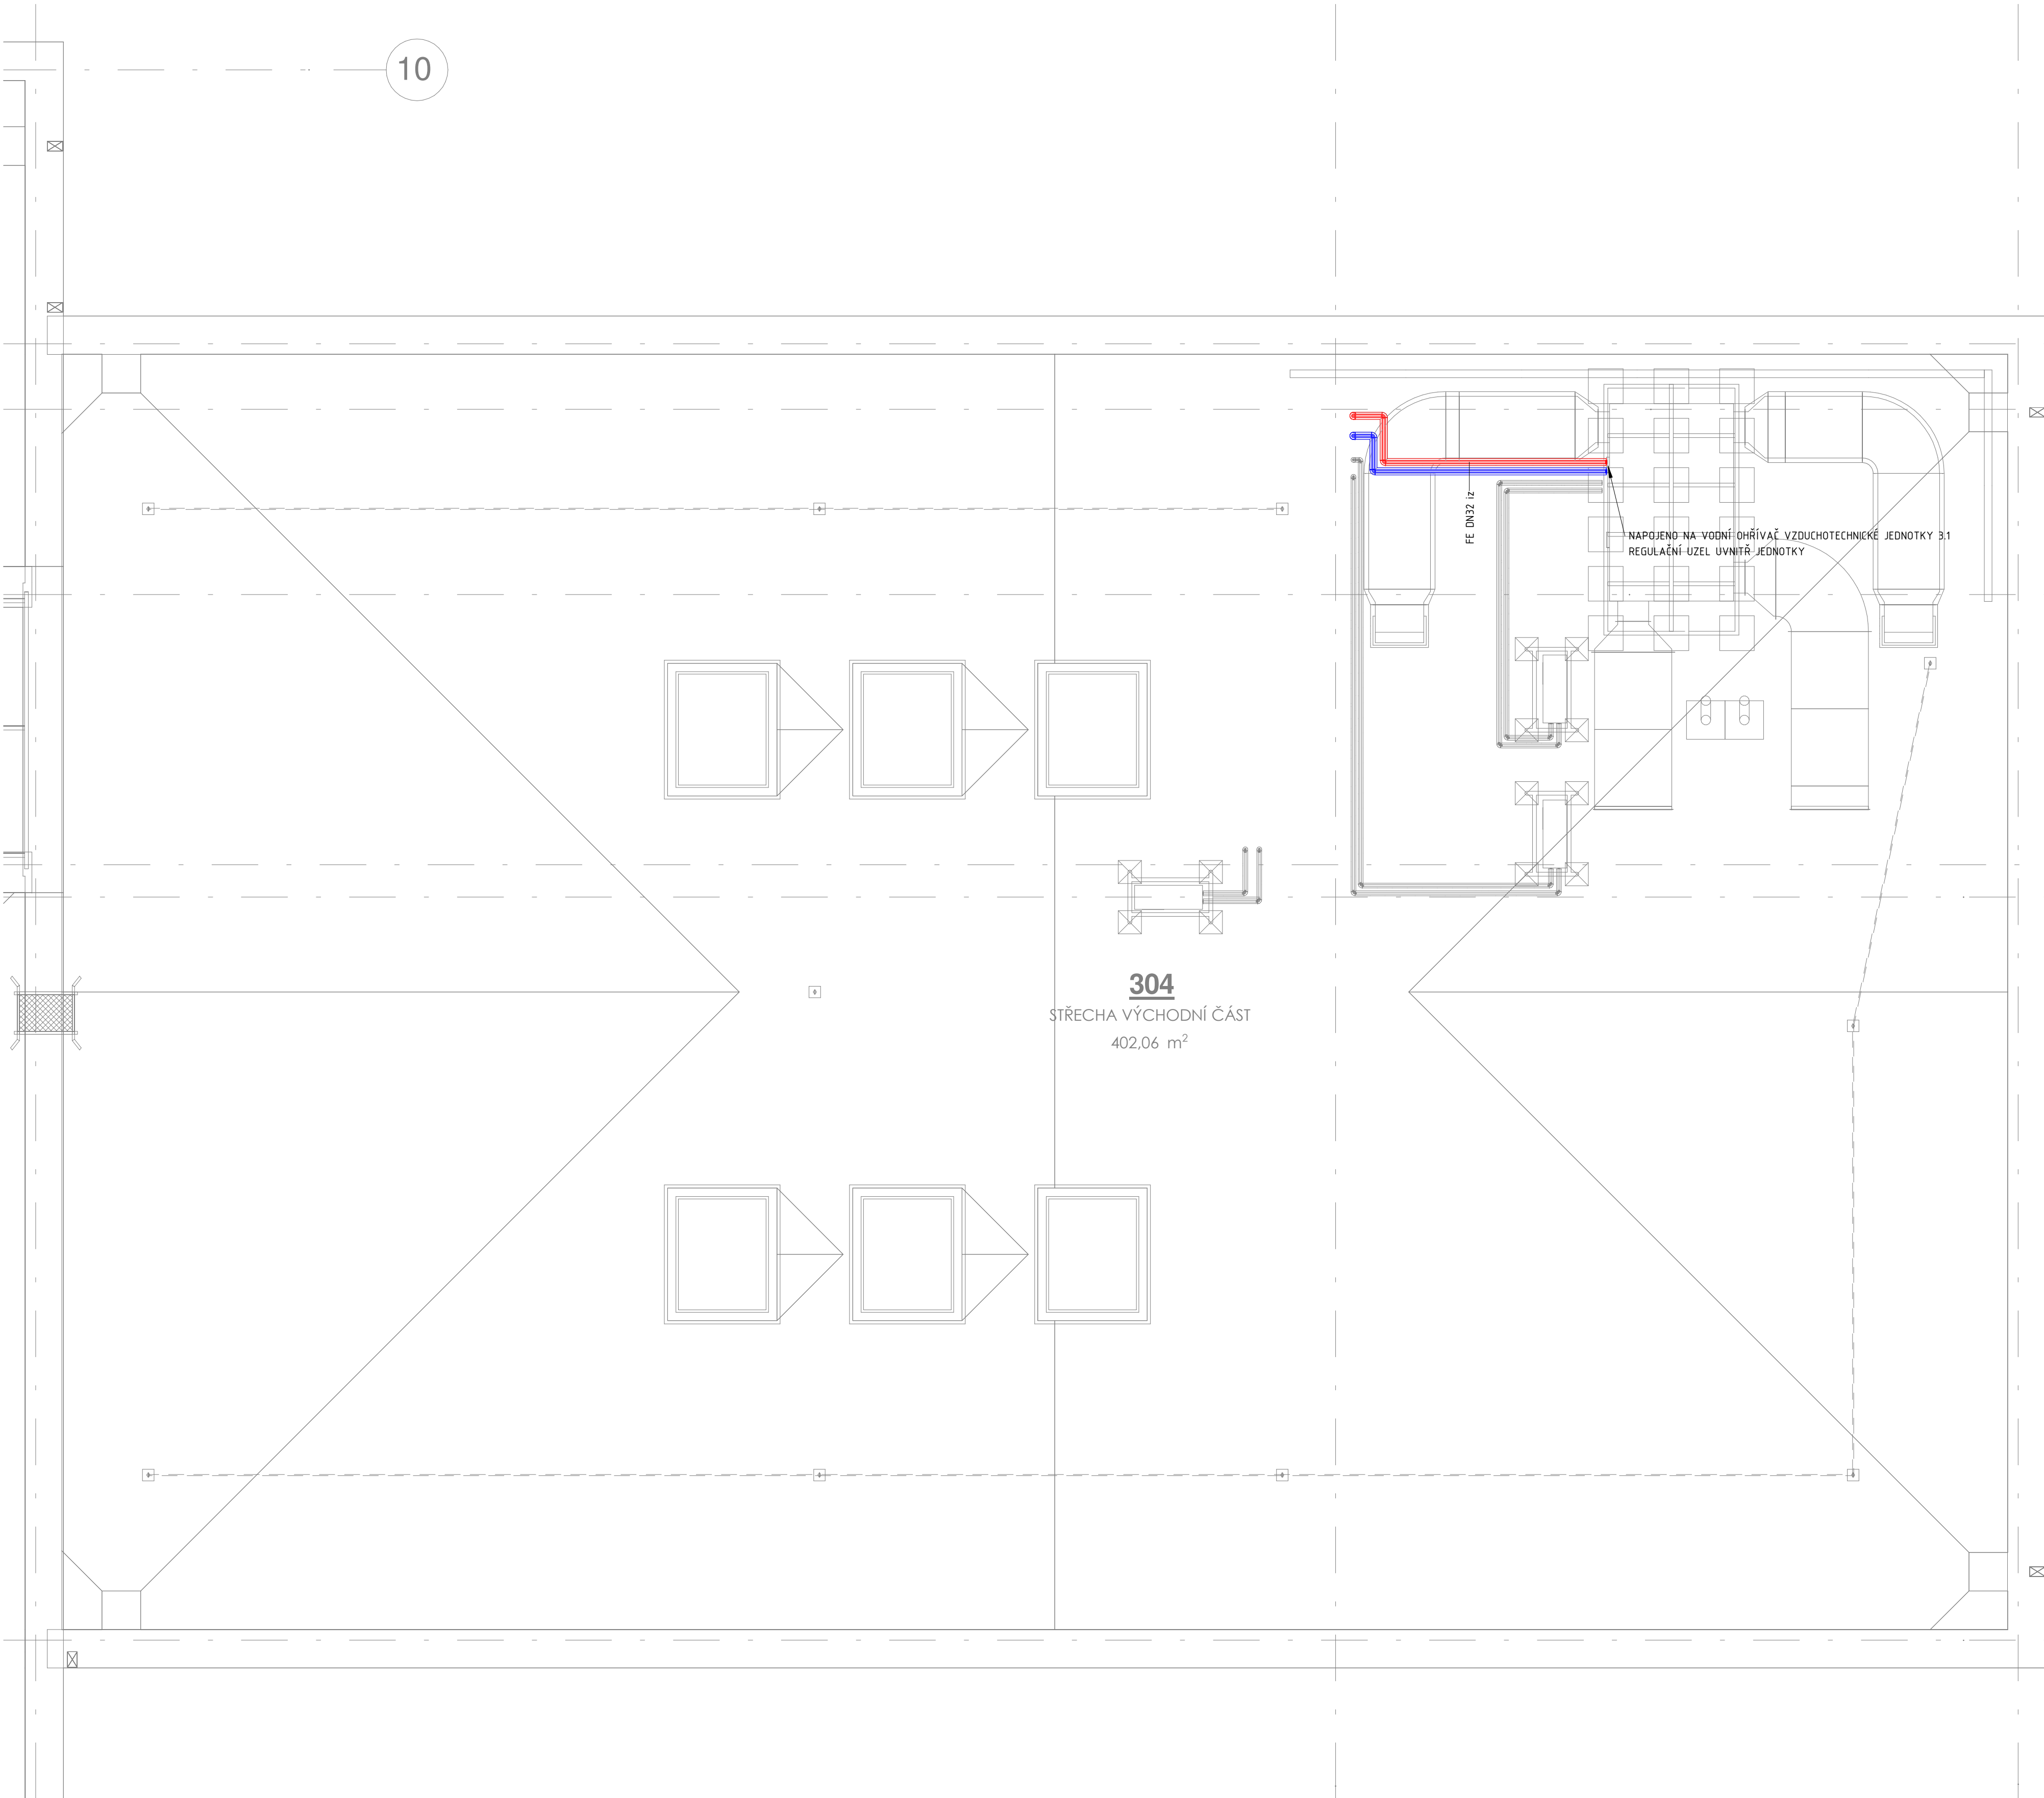 10
FE DN32 iz
NAPOJENO NA VODNÍ OHŘÍVAČ VZDUCHOTECHNICKÉ JEDNOTKY 3.1
REGULAČNÍ UZEL UVNITŘ JEDNOTKY
304
STŘECHA VÝCHODNÍ ČÁST
402,06 m²